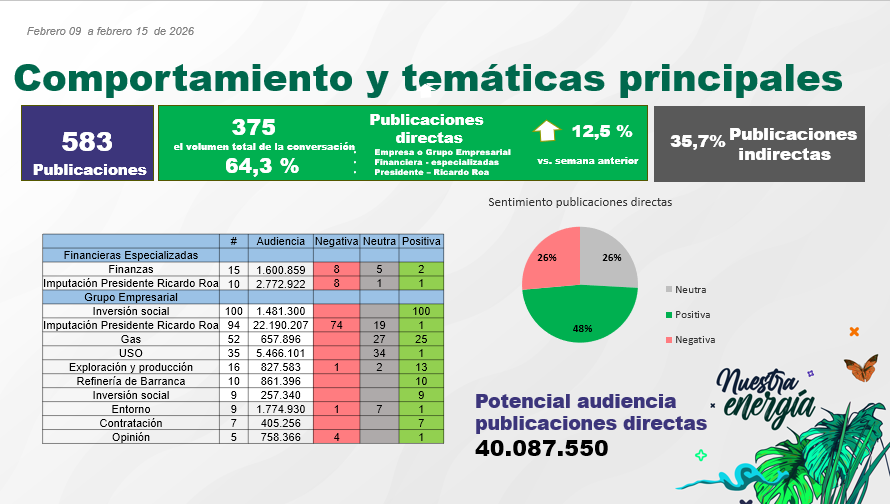 Febrero 09 a febrero 15 de 2026
Comportamiento y temáticas principales
583
Publicaciones
375
el volumen total de la conversación
64,3 %
Publicaciones
directas
Empresa o Grupo Empresarial
Financiera - especializadas
Presidente – Ricardo Roa
12,5 %
vs. semana anterior
35,7% Publicaciones
indirectas
# Audiencia Negativa Neutra Positiva
Financieras Especializadas
Finanzas 15 1.600.859 8 5 2
Imputación Presidente Ricardo Roa 10 2.772.922 8 1 1
Grupo Empresarial
Inversión social 100 1.481.300 100
Imputación Presidente Ricardo Roa 94 22.190.207 74 19 1
Gas 52 657.896 27 25
USO 35 5.466.101 34 1
Exploración y producción 16 827.583 1 2 13
Refinería de Barranca 10 861.396 10
Inversión social 9 257.340 9
Entorno 9 1.774.930 1 7 1
Contratación 7 405.256 7
Opinión 5 758.366 4 1
Sentimiento publicaciones directas
26%
26%
48%
Neutra
Positiva
Negativa
Potencial audiencia
publicaciones directas
40.087.550
Nuestra
energía